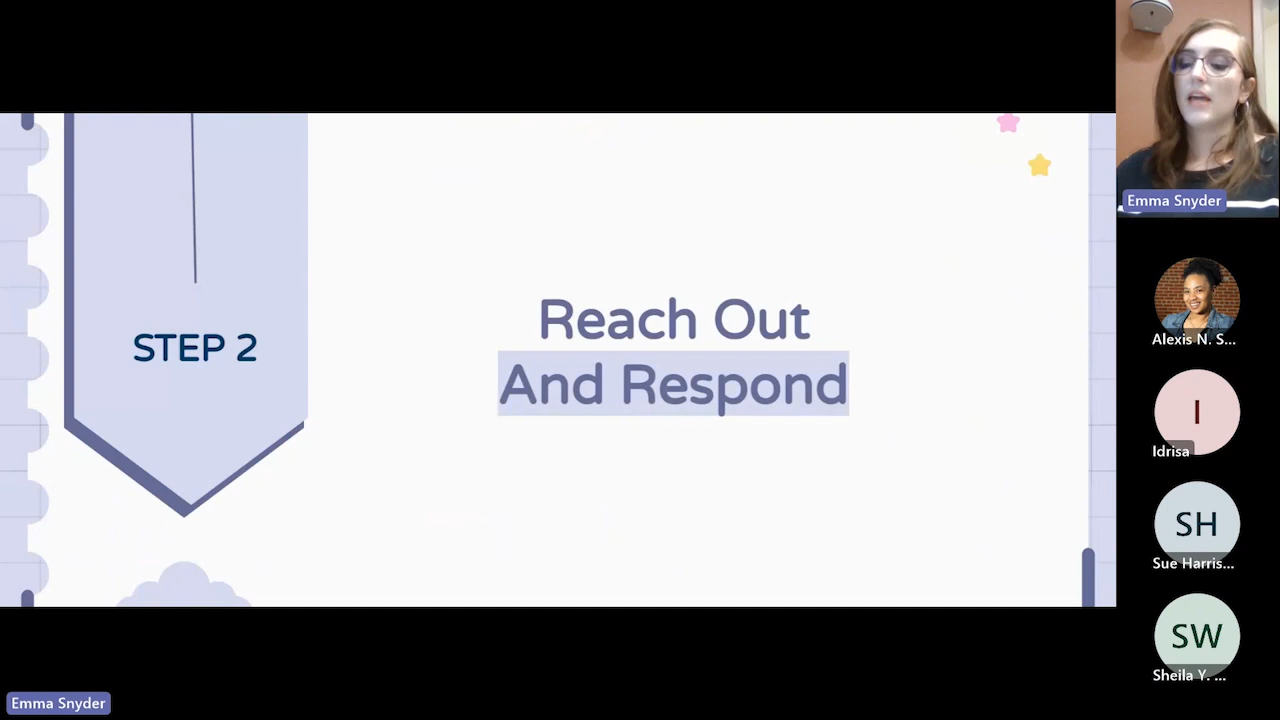 STEP 2
Reach Out
And Respond
Emma Snyder
Alexis N. S...
I
Idrisa
SH
Sue Harris...
SW
Sheila Y. ...
Emma Snyder